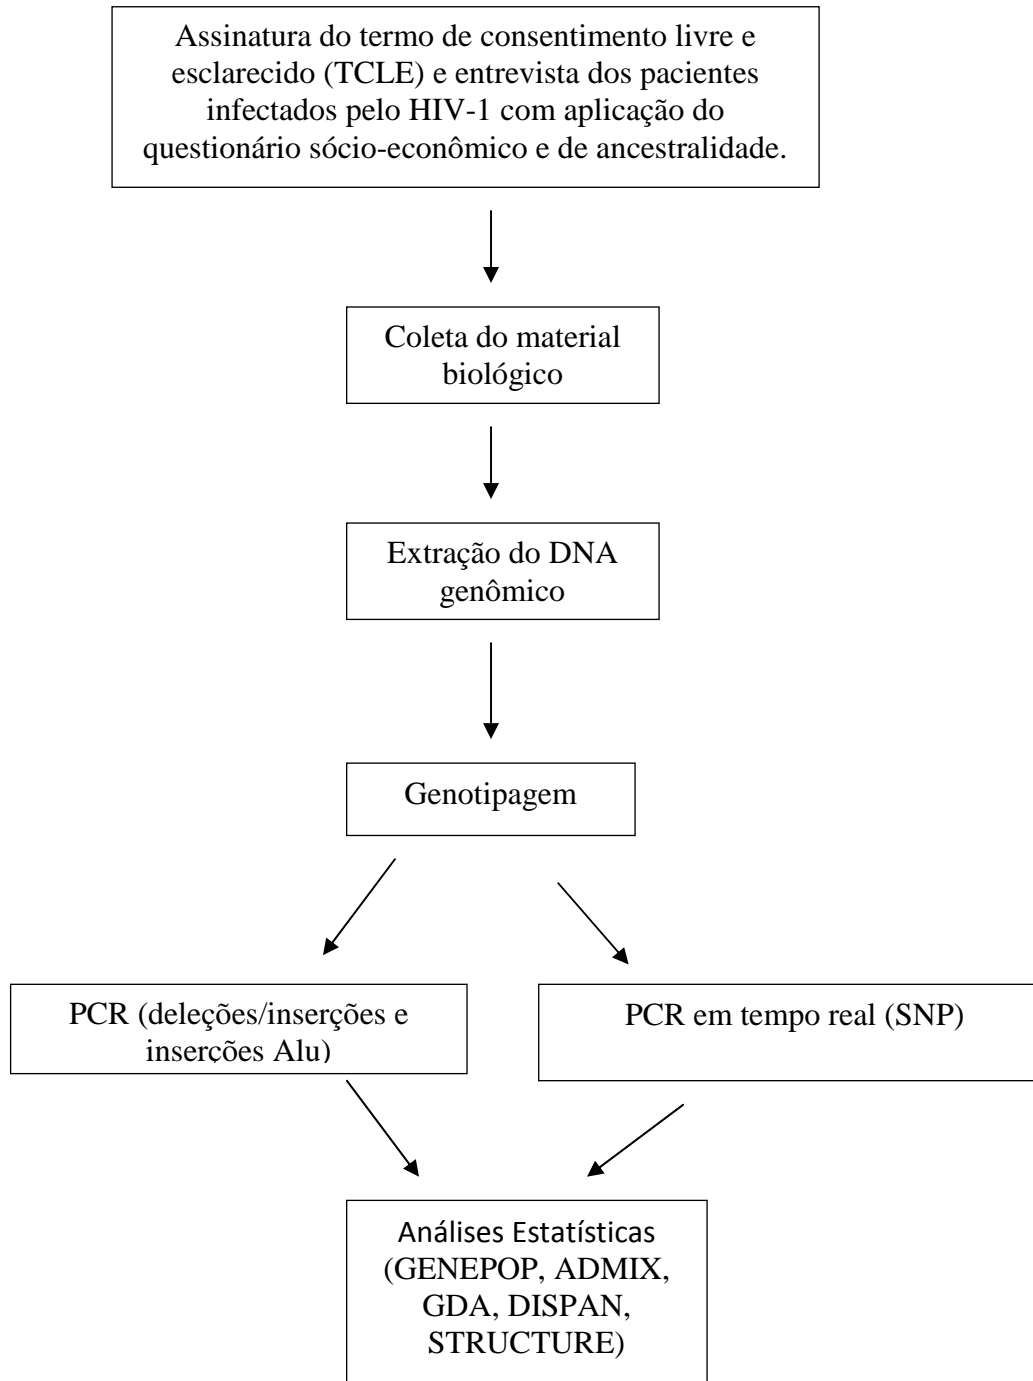 Assinatura do termo de consentimento livre e
esclarecido (TCLE) e entrevista dos pacientes
infectados pelo HIV-1 com aplicação do
questionário sócio-econômico e de ancestralidade.
Coleta do material
biológico
Extração do DNA
genômico
Genotipagem
PCR (deleções/inserções e
inserções Alu)
PCR em tempo real (SNP)
Análises Estatísticas
(GENEPOP, ADMIX,
GDA, DISPAN,
STRUCTURE)